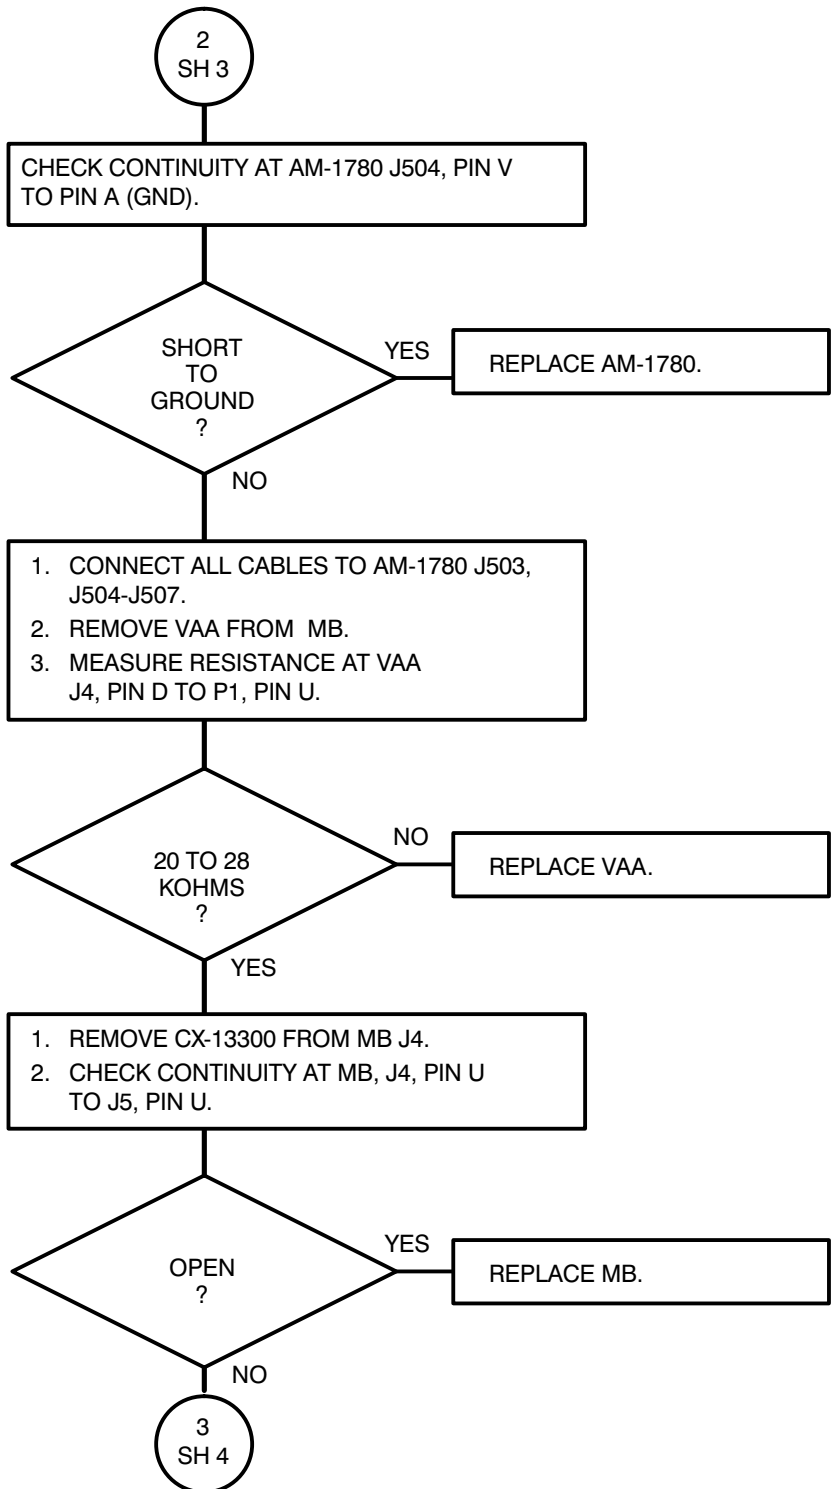 2
SH 3
CHECK CONTINUITY AT AM-1780 J504, PIN V
TO PIN A (GND).
SHORT
TO
GROUND
?
YES
REPLACE AM-1780.
NO
1. CONNECT ALL CABLES TO AM-1780 J503,
J504-J507.
2. REMOVE VAA FROM MB.
3. MEASURE RESISTANCE AT VAA
J4, PIN D TO P1, PIN U.
20 TO 28
KOHMS
?
NO
REPLACE VAA.
YES
1. REMOVE CX-13300 FROM MB J4.
2. CHECK CONTINUITY AT MB, J4, PIN U
TO J5, PIN U.
OPEN
?
YES
REPLACE MB.
NO
3
SH 4